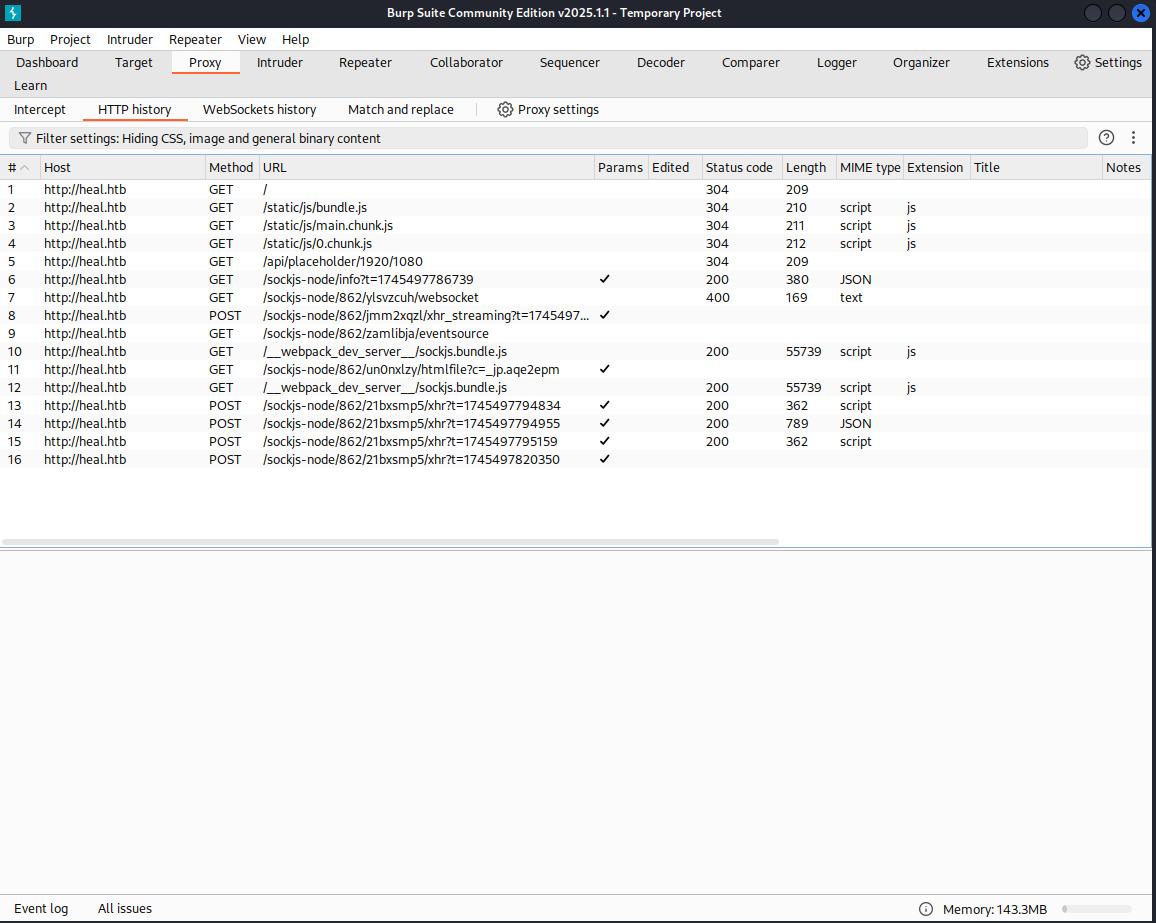 Burp Suite Community Edition v2025.1.1 - Temporary Project
Burp Project Intruder Repeater View Help
Dashboard Target Proxy Intruder Repeater Collaborator Sequencer Decoder Comparer Logger Organizer Extensions Settings
Learn
Intercept HTTP history WebSockets history Match and replace Proxy settings
Filter settings: Hiding CSS, image and general binary content
# Host Method URL Params Edited Status code Length MIME type Extension Title Notes
1 http://heal.htb GET / 304 209
2 http://heal.htb GET /static/js/bundle.js 304 210 script js
3 http://heal.htb GET /static/js/main.chunk.js 304 211 script js
4 http://heal.htb GET /static/js/0.chunk.js 304 212 script js
5 http://heal.htb GET /api/placeholder/1920/1080 304 209
6 http://heal.htb GET /sockjs-node/info?t=1745497786739 ✓ 200 380 JSON
7 http://heal.htb GET /sockjs-node/862/ylsvzcuh/websocket 400 169 text
8 http://heal.htb POST /sockjs-node/862/jmm2xqzl/xhr_streaming?t=1745497... ✓
9 http://heal.htb GET /sockjs-node/862/zamlibja/eventsource
10 http://heal.htb GET /__webpack_dev_server__/sockjs.bundle.js 200 55739 script js
11 http://heal.htb GET /sockjs-node/862/un0nxlzy/htmlfile?c=_jp.aqe2epm ✓
12 http://heal.htb GET /__webpack_dev_server__/sockjs.bundle.js 200 55739 script js
13 http://heal.htb POST /sockjs-node/862/21bxsmp5/xhr?t=1745497794834 ✓ 200 362 script
14 http://heal.htb POST /sockjs-node/862/21bxsmp5/xhr?t=1745497794955 ✓ 200 789 JSON
15 http://heal.htb POST /sockjs-node/862/21bxsmp5/xhr?t=1745497795159 ✓ 200 362 script
16 http://heal.htb POST /sockjs-node/862/21bxsmp5/xhr?t=1745497820350 ✓
Event log All issues Memory: 143.3MB